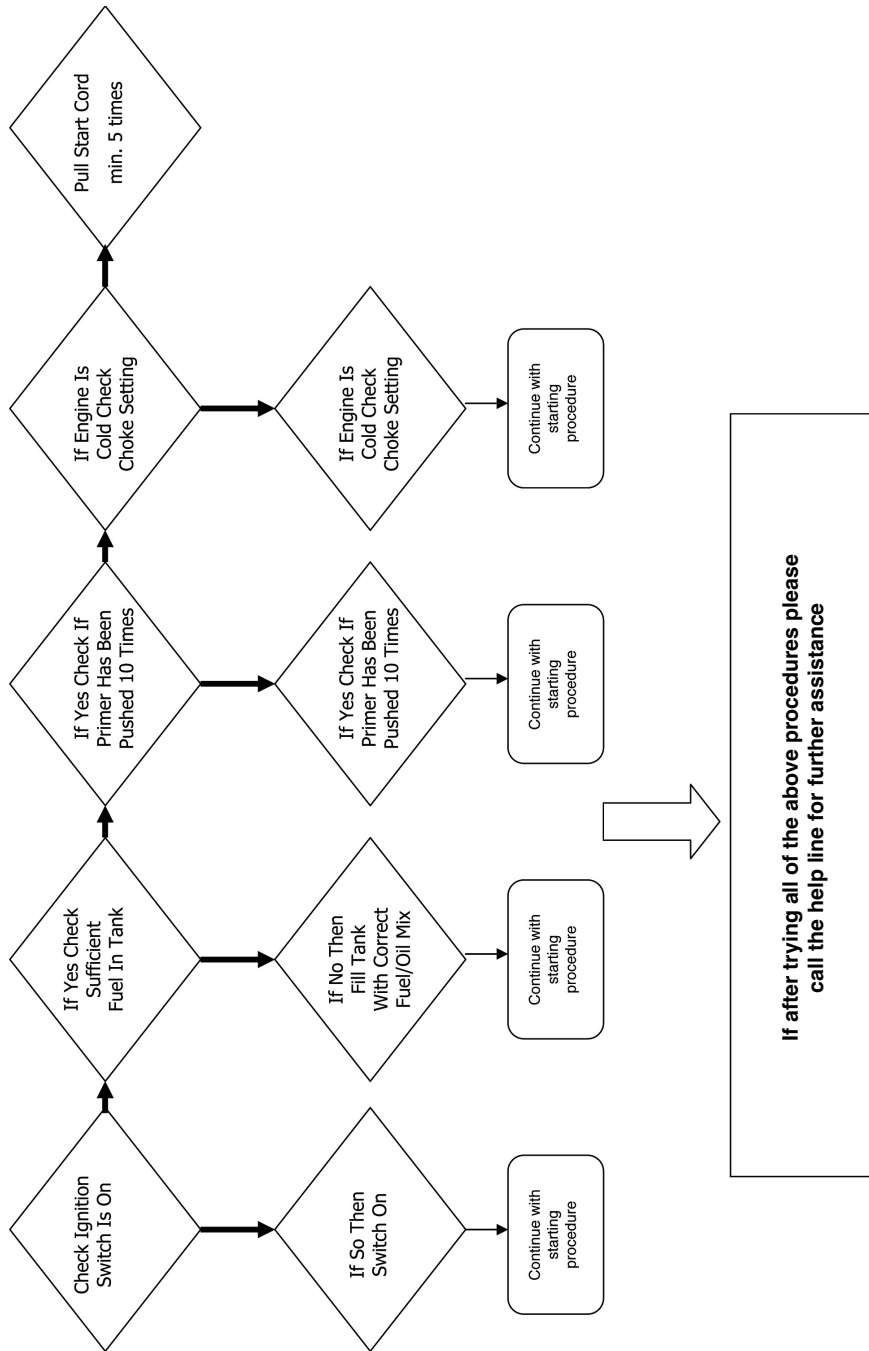 Check Ignition
Switch Is On
If Yes Check
Sufficient
Fuel In Tank
If Yes Check If
Primer Has Been
Pushed 10 Times
If Engine Is
Cold Check
Choke Setting
Pull Start Cord
min. 5 times
If So Then
Switch On
If No Then
Fill Tank
With Correct
Fuel/Oil Mix
If Yes Check If
Primer Has Been
Pushed 10 Times
If Engine Is
Cold Check
Choke Setting
Continue with
starting
procedure
Continue with
starting
procedure
Continue with
starting
procedure
Continue with
starting
procedure
If after trying all of the above procedures please
call the help line for further assistance